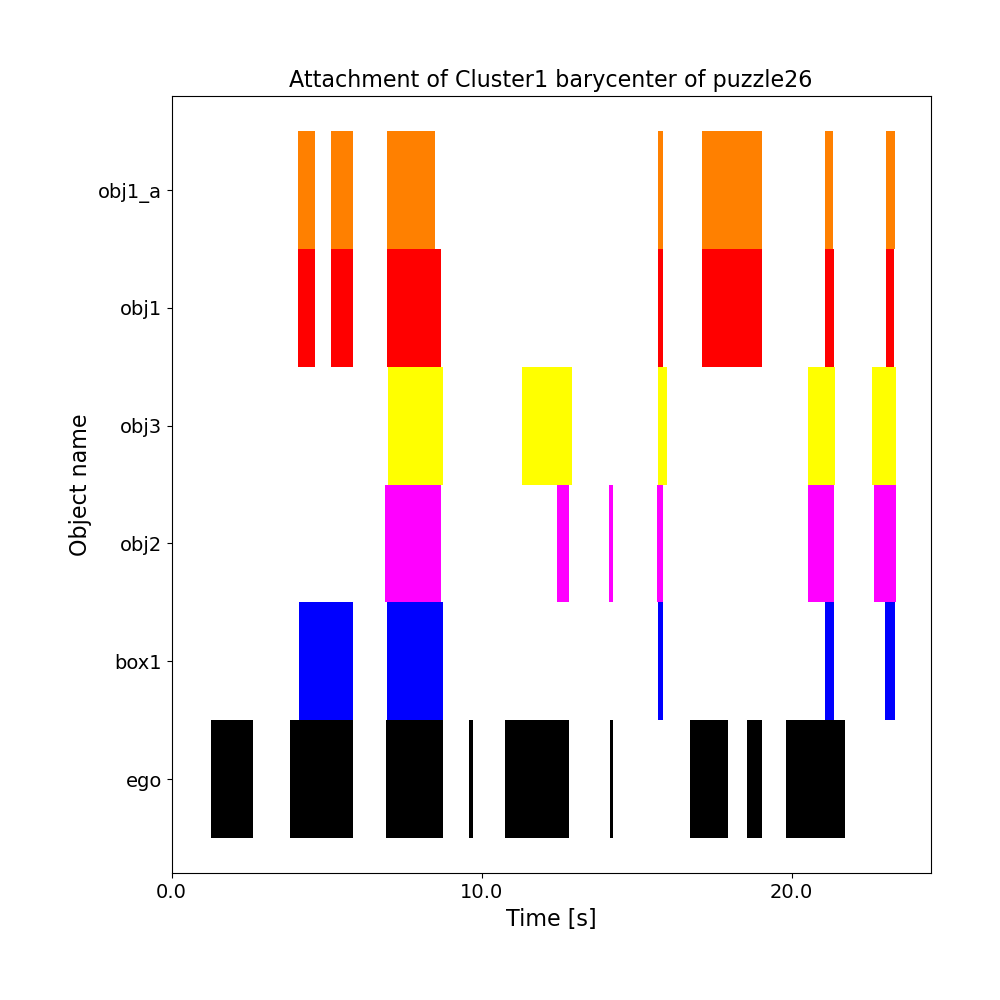 Attachment of Cluster1 barycenter of puzzle26
obj1_a
obj1
obj3
obj2
box1
ego
Object name
0.0 10.0 20.0
Time [s]